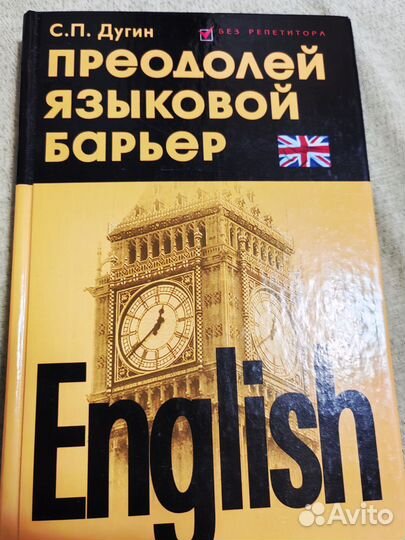 С.П. Дугин
БЕЗ РЕПЕТИТОРА
ПРЕОДОЛЕЙ
ЯЗЫКОВОЙ
БАРЬЕР
English
Avito